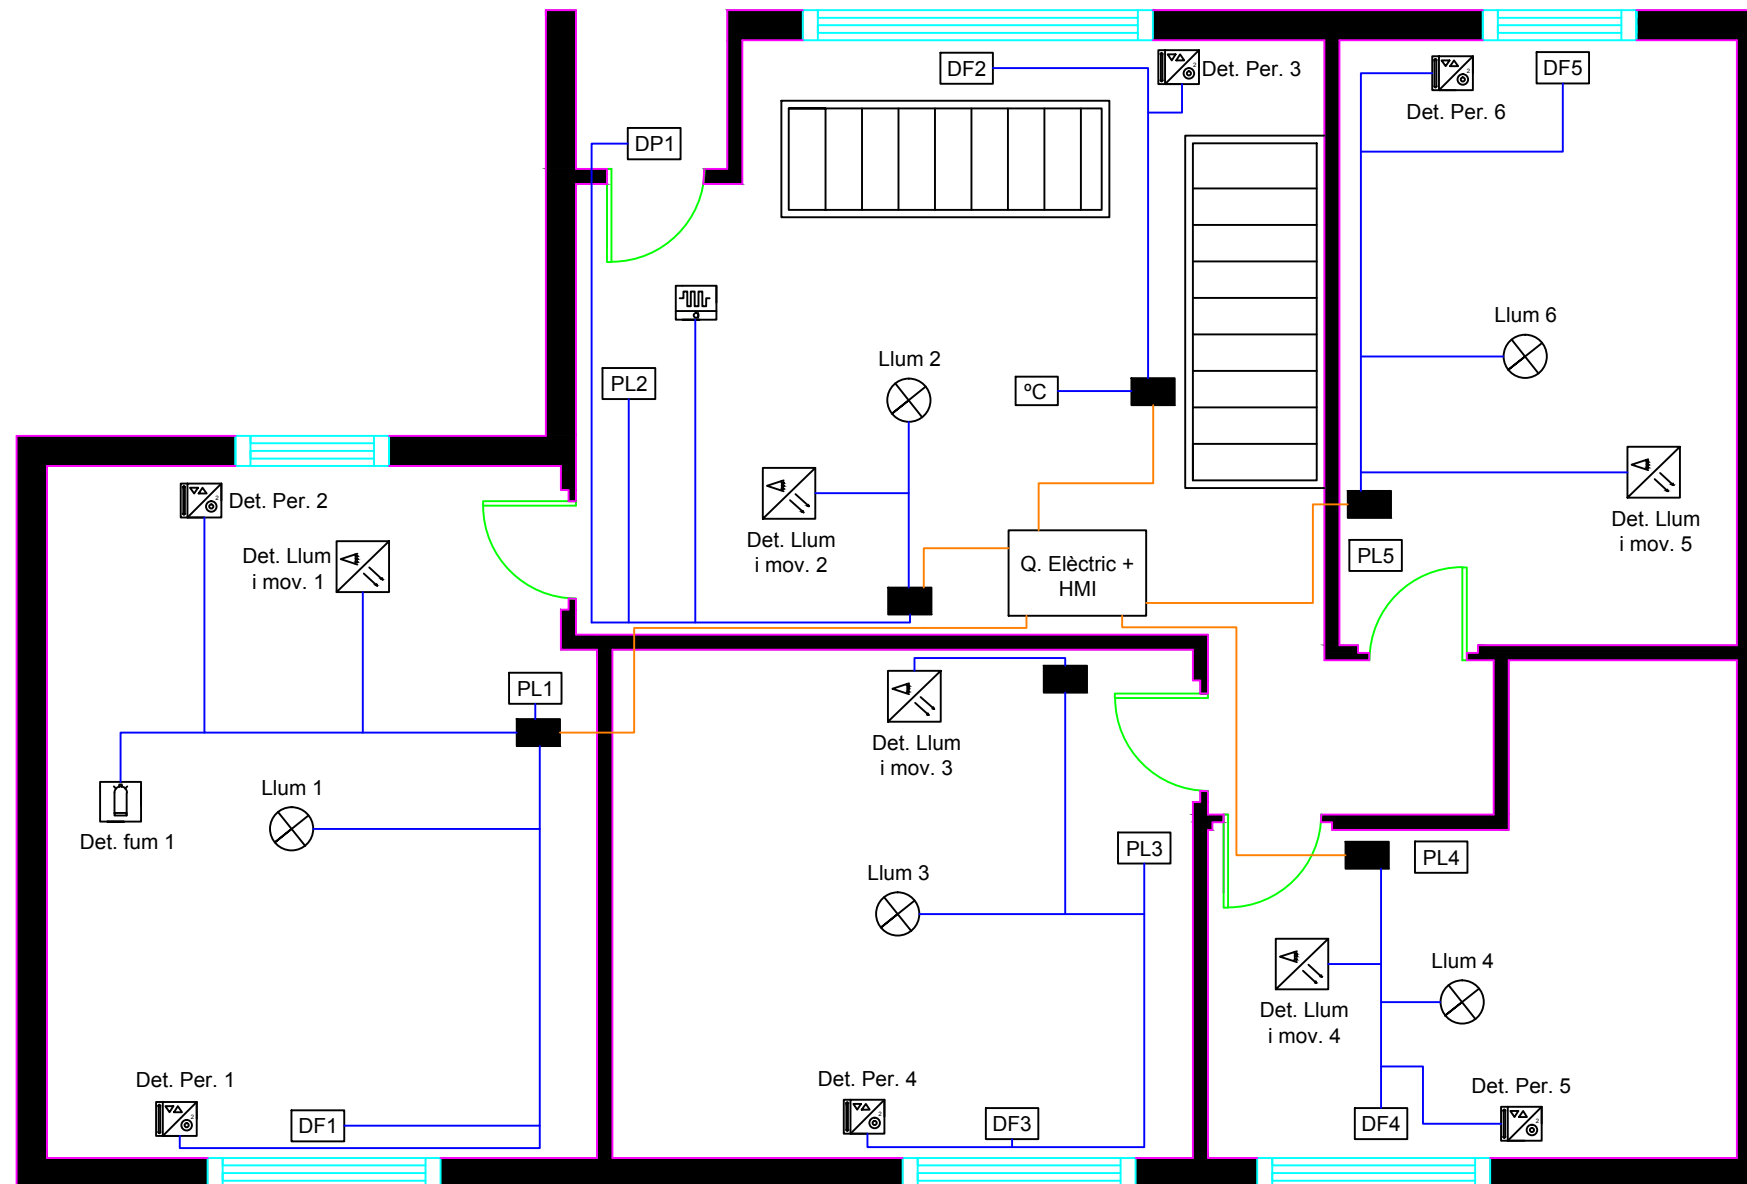 DF2
Det. Per. 3
DF5
Det. Per. 6
DP1
Llum 6
Llum 2
PL2
ºC
Det. Per. 2
Det. Llum
i mov. 1
Det. Llum
i mov. 2
Q. Elèctric +
HMI
Det. Llum
i mov. 5
PL5
PL1
Det. Llum
i mov. 3
Llum 1
Det. fum 1
PL3
PL4
Llum 3
Llum 4
Det. Llum
i mov. 4
Det. Per. 1
DF1
Det. Per. 4
DF3
DF4
Det. Per. 5